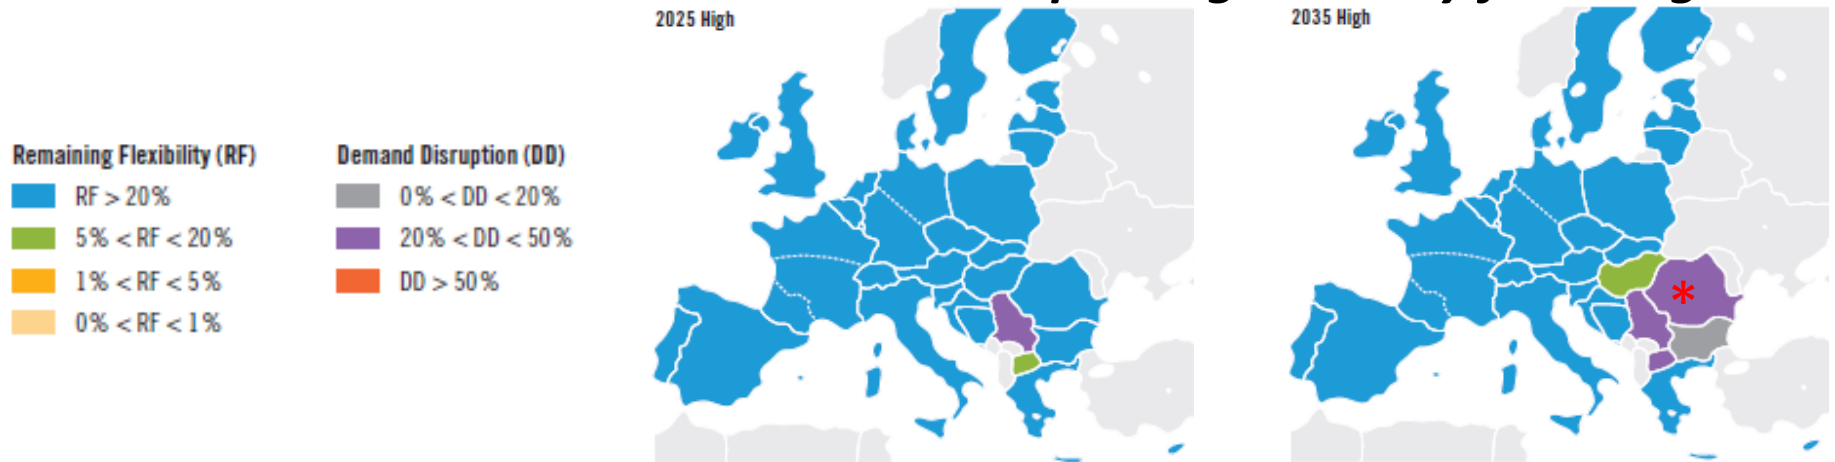 2025 High
2035 High
Remaining Flexibility (RF)
RF > 20%
5% < RF < 20%
1% < RF < 5%
0% < RF < 1%
Demand Disruption (DD)
0% < DD < 20%
20% < DD < 50%
DD > 50%
*